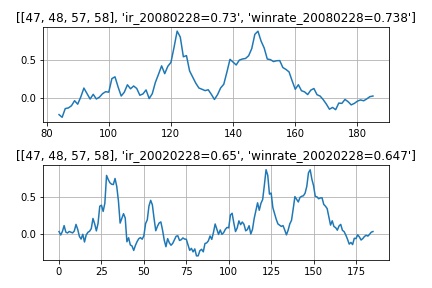 [[47, 48, 57, 58], 'ir_20080228=0.73', 'winrate_20080228=0.738']
0.5
0.0
80 100 120 140 160 180
[[47, 48, 57, 58], 'ir_20020228=0.65', 'winrate_20020228=0.647']
0.5
0.0
0 25 50 75 100 125 150 175